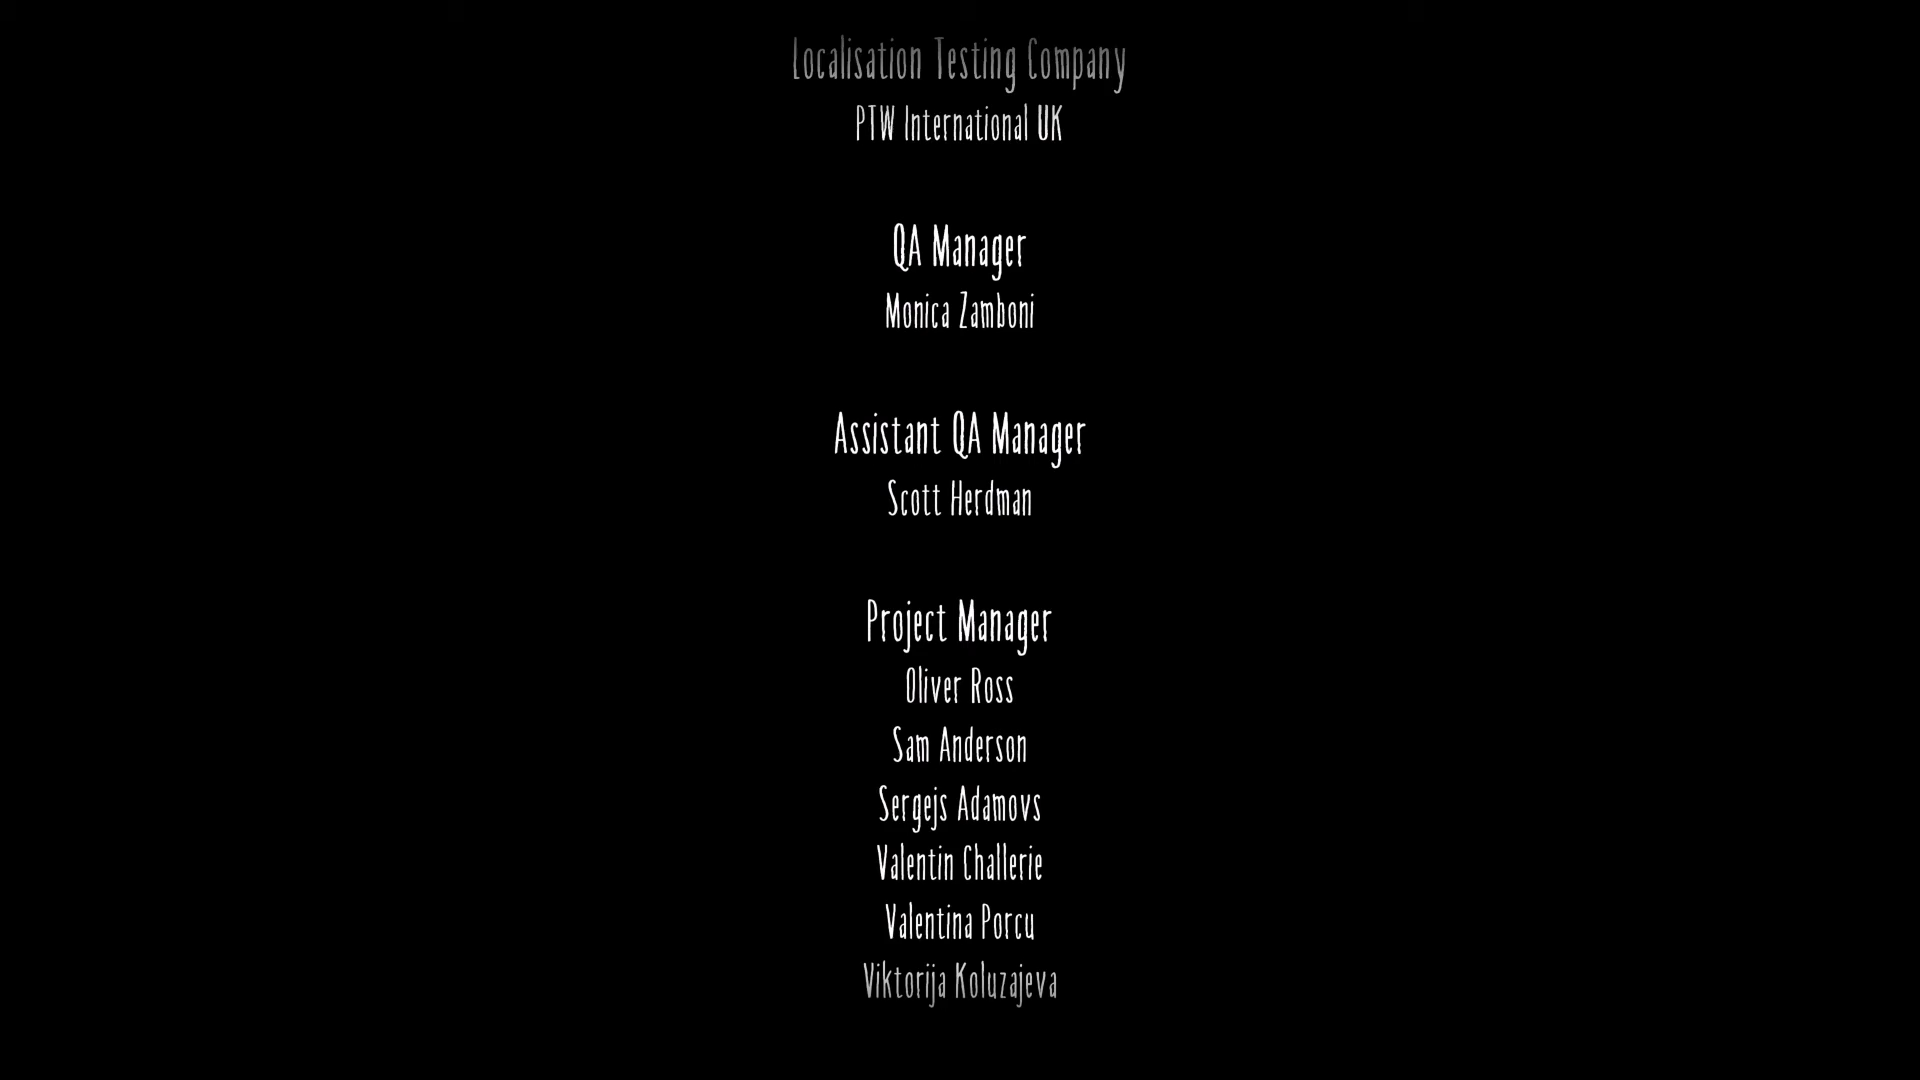 Localisation Testing Company
PTW International UK
QA Manager
Monica Zamboni
Assistant QA Manager
Scott Herdman
Project Manager
Oliver Ross
Sam Anderson
Sergejs Adamovs
Valentin Challerie
Valentina Porcu
Viktorija Koluzajeva